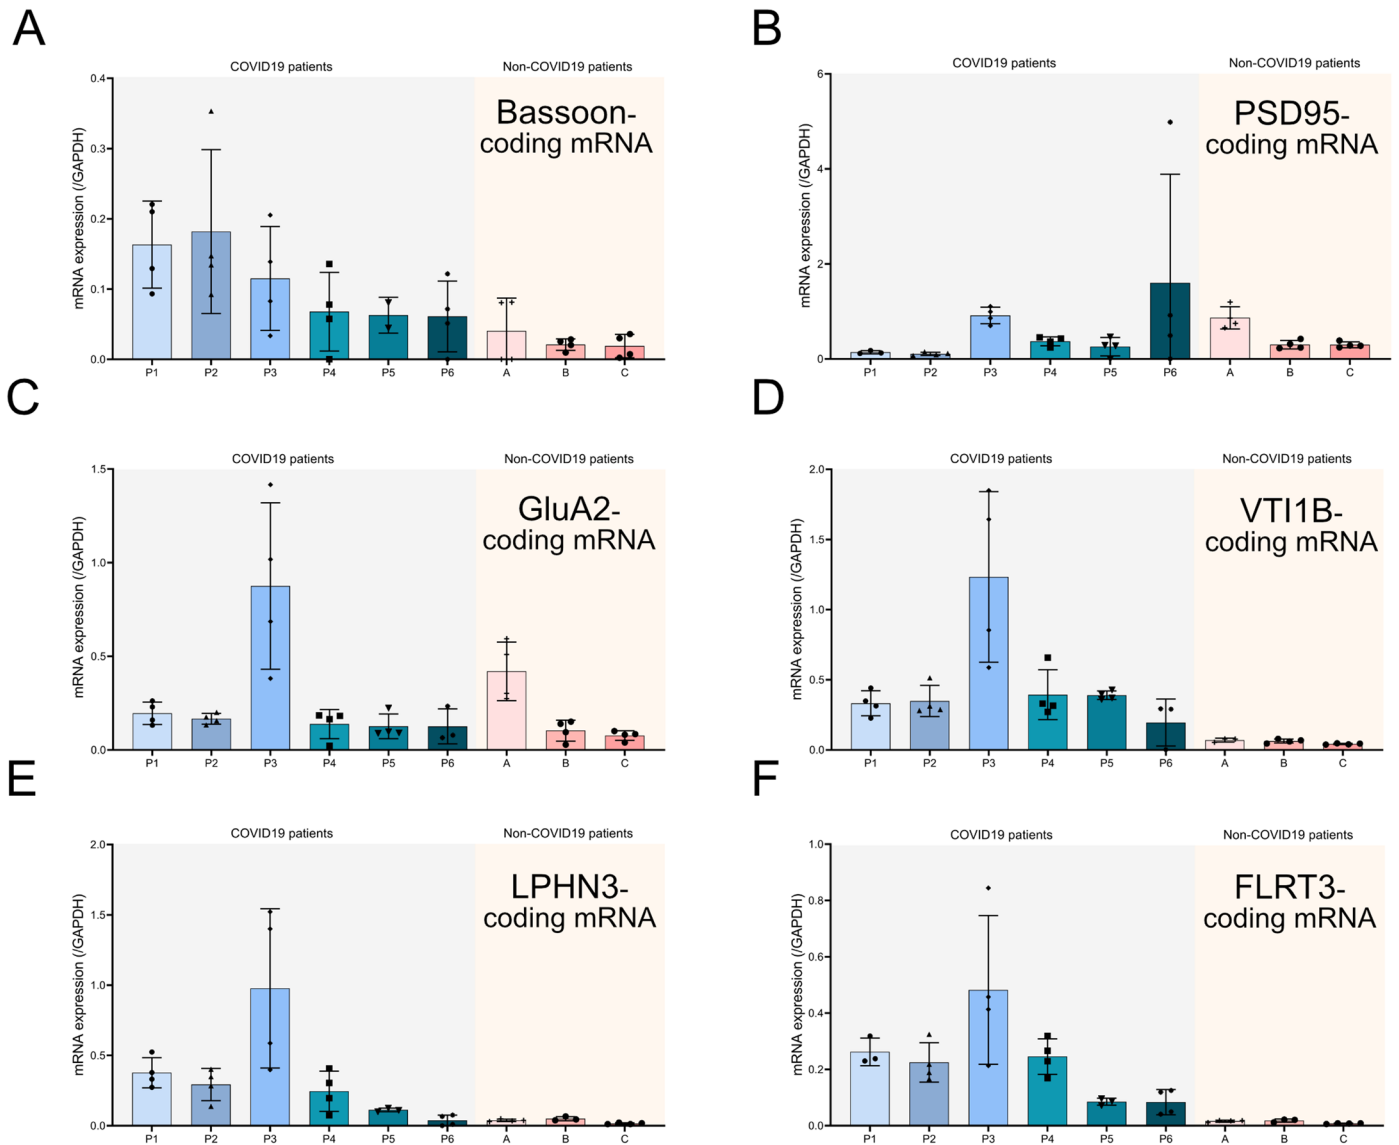 A
COVID19 patients
Non-COVID19 patients
Bassoon-
coding mRNA
mRNA expression (/GAPDH)
0.4
0.3
0.2
0.1
0.0
P1 P2 P3 P4 P5 P6 A B C
B
COVID19 patients
Non-COVID19 patients
PSD95-
coding mRNA
mRNA expression (/GAPDH)
6
4
2
0
P1 P2 P3 P4 P5 P6 A B C
C
COVID19 patients
Non-COVID19 patients
GluA2-
coding mRNA
mRNA expression (/GAPDH)
1.5
1.0
0.5
0.0
P1 P2 P3 P4 P5 P6 A B C
D
COVID19 patients
Non-COVID19 patients
VTI1B-
coding mRNA
mRNA expression (/GAPDH)
2.0
1.5
1.0
0.5
0.0
P1 P2 P3 P4 P5 P6 A B C
E
COVID19 patients
Non-COVID19 patients
LPHN3-
coding mRNA
mRNA expression (/GAPDH)
2.0
1.5
1.0
0.5
0.0
P1 P2 P3 P4 P5 P6 A B C
F
COVID19 patients
Non-COVID19 patients
FLRT3-
coding mRNA
mRNA expression (/GAPDH)
1.0
0.8
0.6
0.4
0.2
0.0
P1 P2 P3 P4 P5 P6 A B C